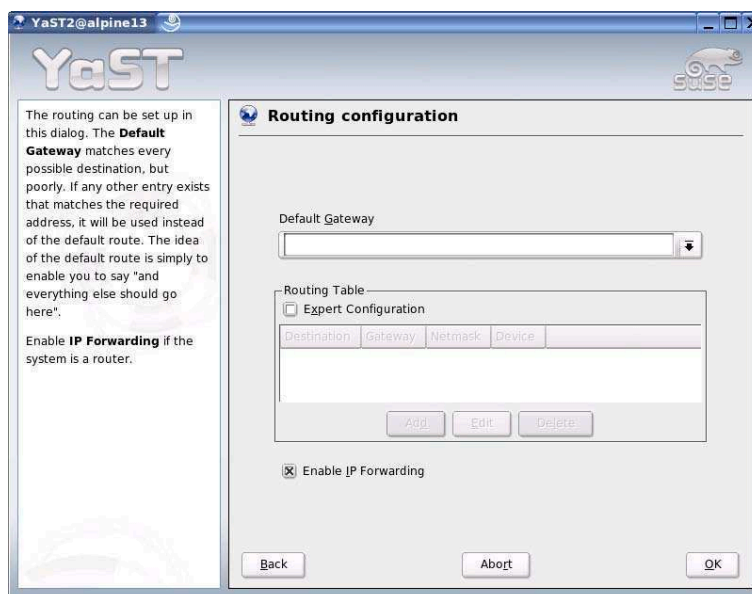 YaST2@alpine13
YaST
SUSE
The routing can be set up in
this dialog. The Default
Gateway matches every
possible destination, but
poorly. If any other entry exists
that matches the required
address, it will be used instead
of the default route. The idea
of the default route is simply to
enable you to say "and
everything else should go
here".
Enable IP Forwarding if the
system is a router.
Routing configuration
Default Gateway
Routing Table
Expert Configuration
Destination Gateway Netmask Device
Add Edit Delete
Enable IP Forwarding
Back Abort OK